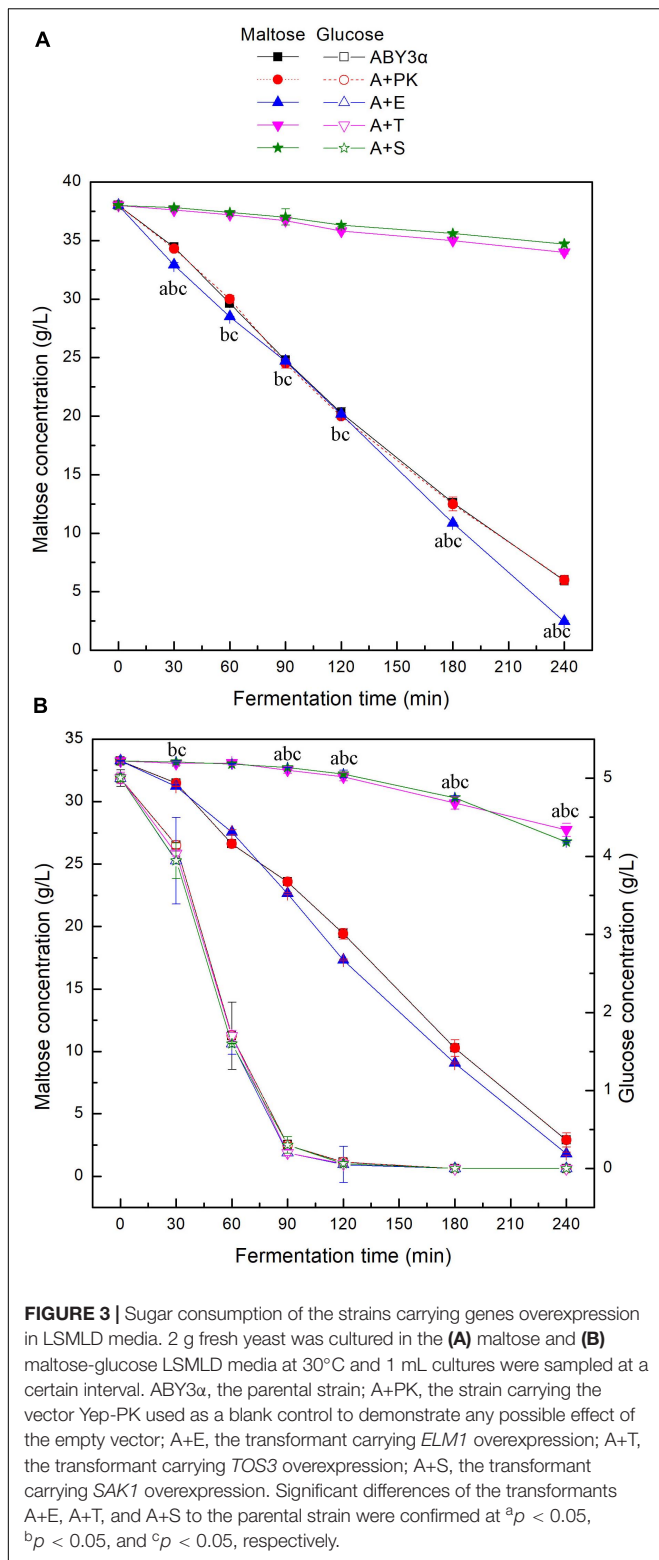 A
Maltose Glucose
ABY3α
A+PK
A+E
A+T
A+S
40
35
30
25
20
15
10
5
0
Maltose concentration (g/L)
abc
bc
bc
bc
abc
abc
0 30 60 90 120 150 180 210 240
Fermentation time (min)
B
35
30
25
20
15
10
5
0
Maltose concentration (g/L)
bc
abc
abc
abc
abc
5
4
3
2
1
0
Glucose concentration (g/L)
0 30 60 90 120 150 180 210 240
Fermentation time (min)
FIGURE 3 | Sugar consumption of the strains carrying genes overexpression
in LSMLD media. 2 g fresh yeast was cultured in the (A) maltose and (B)
maltose-glucose LSMLD media at 30°C and 1 mL cultures were sampled at a
certain interval. ABY3α, the parental strain; A+PK, the strain carrying the
vector Yep-PK used as a blank control to demonstrate any possible effect of
the empty vector; A+E, the transformant carrying ELM1 overexpression; A+T,
the transformant carrying TOS3 overexpression; A+S, the transformant
carrying SAK1 overexpression. Significant differences of the transformants
A+E, A+T, and A+S to the parental strain were confirmed at ᵃp < 0.05,
ᵇp < 0.05, and ᶜp < 0.05, respectively.